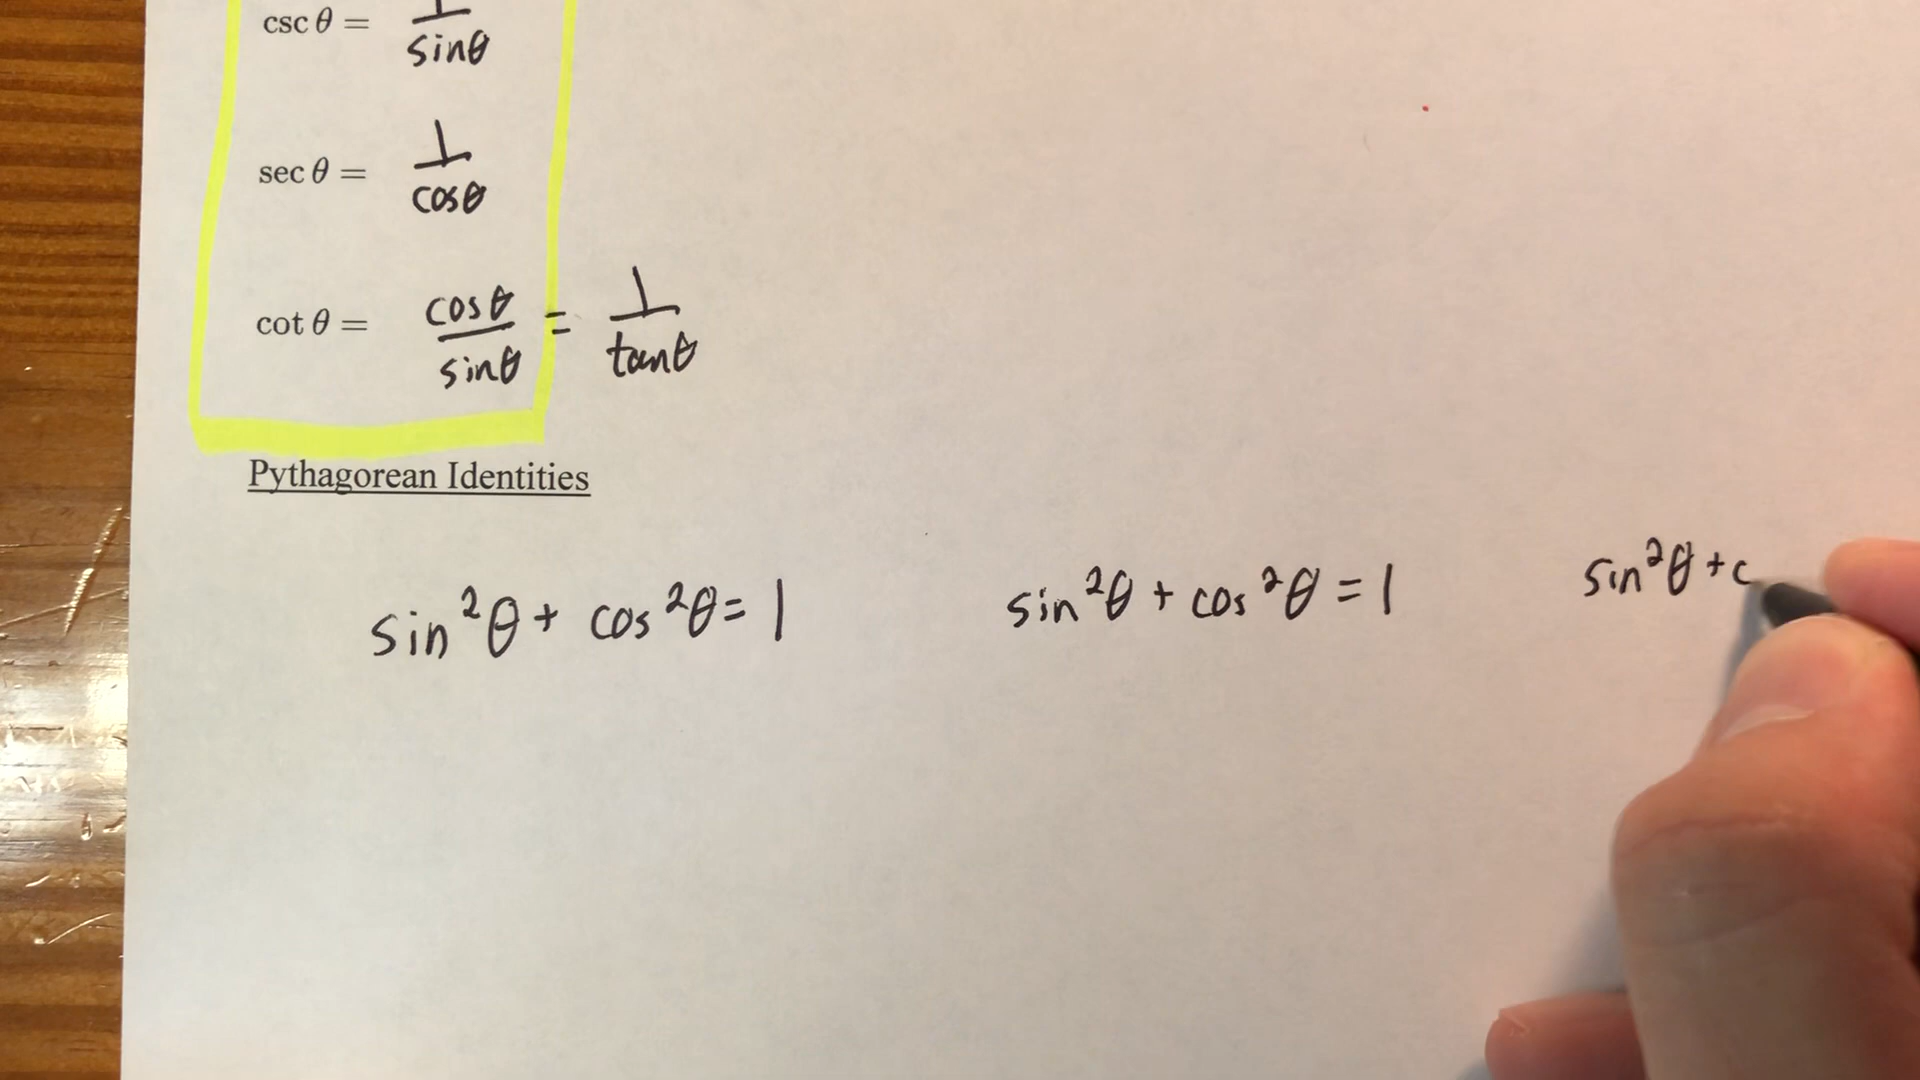 csc θ = 1/sinθ
sec θ = 1/cosθ
cot θ = cosθ/sinθ = 1/tanθ
Pythagorean Identities
sin²θ + cos²θ = 1 sin²θ + cos²θ = 1 sin²θ + c